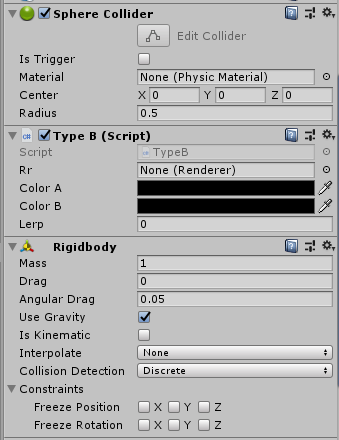 Sphere Collider
Edit Collider
Is Trigger
Material None (Physic Material)
Center X 0 Y 0 Z 0
Radius 0.5
Type B (Script)
Script TypeB
Rr None (Renderer)
Color A
Color B
Lerp 0
Rigidbody
Mass 1
Drag 0
Angular Drag 0.05
Use Gravity
Is Kinematic
Interpolate None
Collision Detection Discrete
Constraints
Freeze Position X Y Z
Freeze Rotation X Y Z